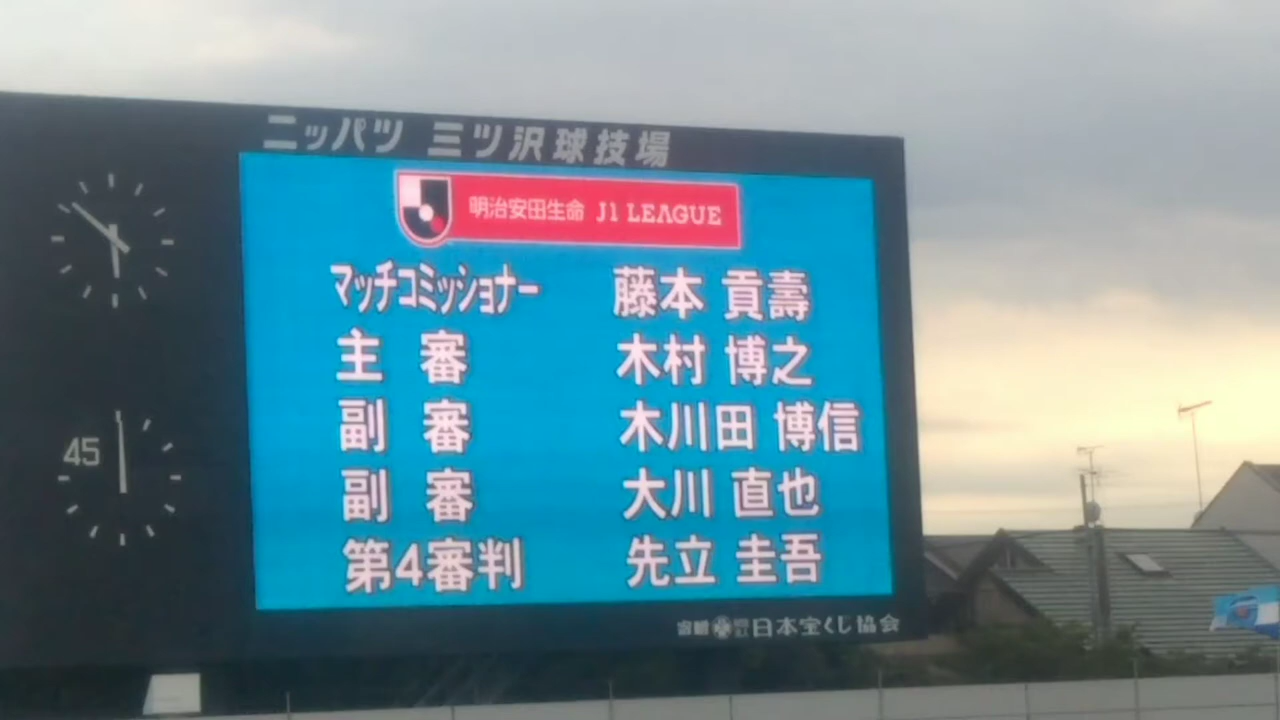 ニッパツ 三ツ沢球技場
明治安田生命 J1 LEAGUE
マッチコミッショナー 藤本 貢壽
主 審 木村 博之
副 審 木川田 博信
副 審 大川 直也
第4審判 先立 圭吾
45
寄贈 日本宝くじ協会